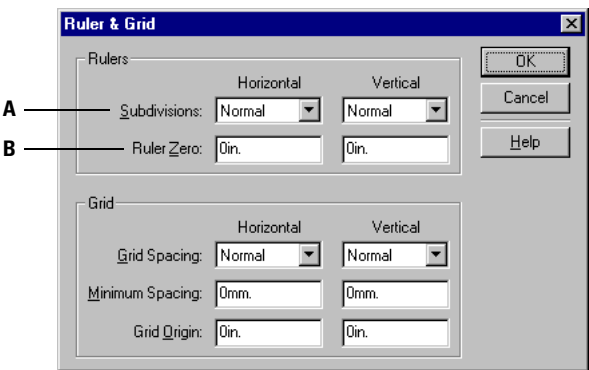 Ruler & Grid
Rulers
OK
Horizontal Vertical
Cancel
A Subdivisions: Normal Normal
B Ruler Zero: 0in. 0in.
Help
Grid
Horizontal Vertical
Grid Spacing: Normal Normal
Minimum Spacing: 0mm. 0mm.
Grid Origin: 0in. 0in.